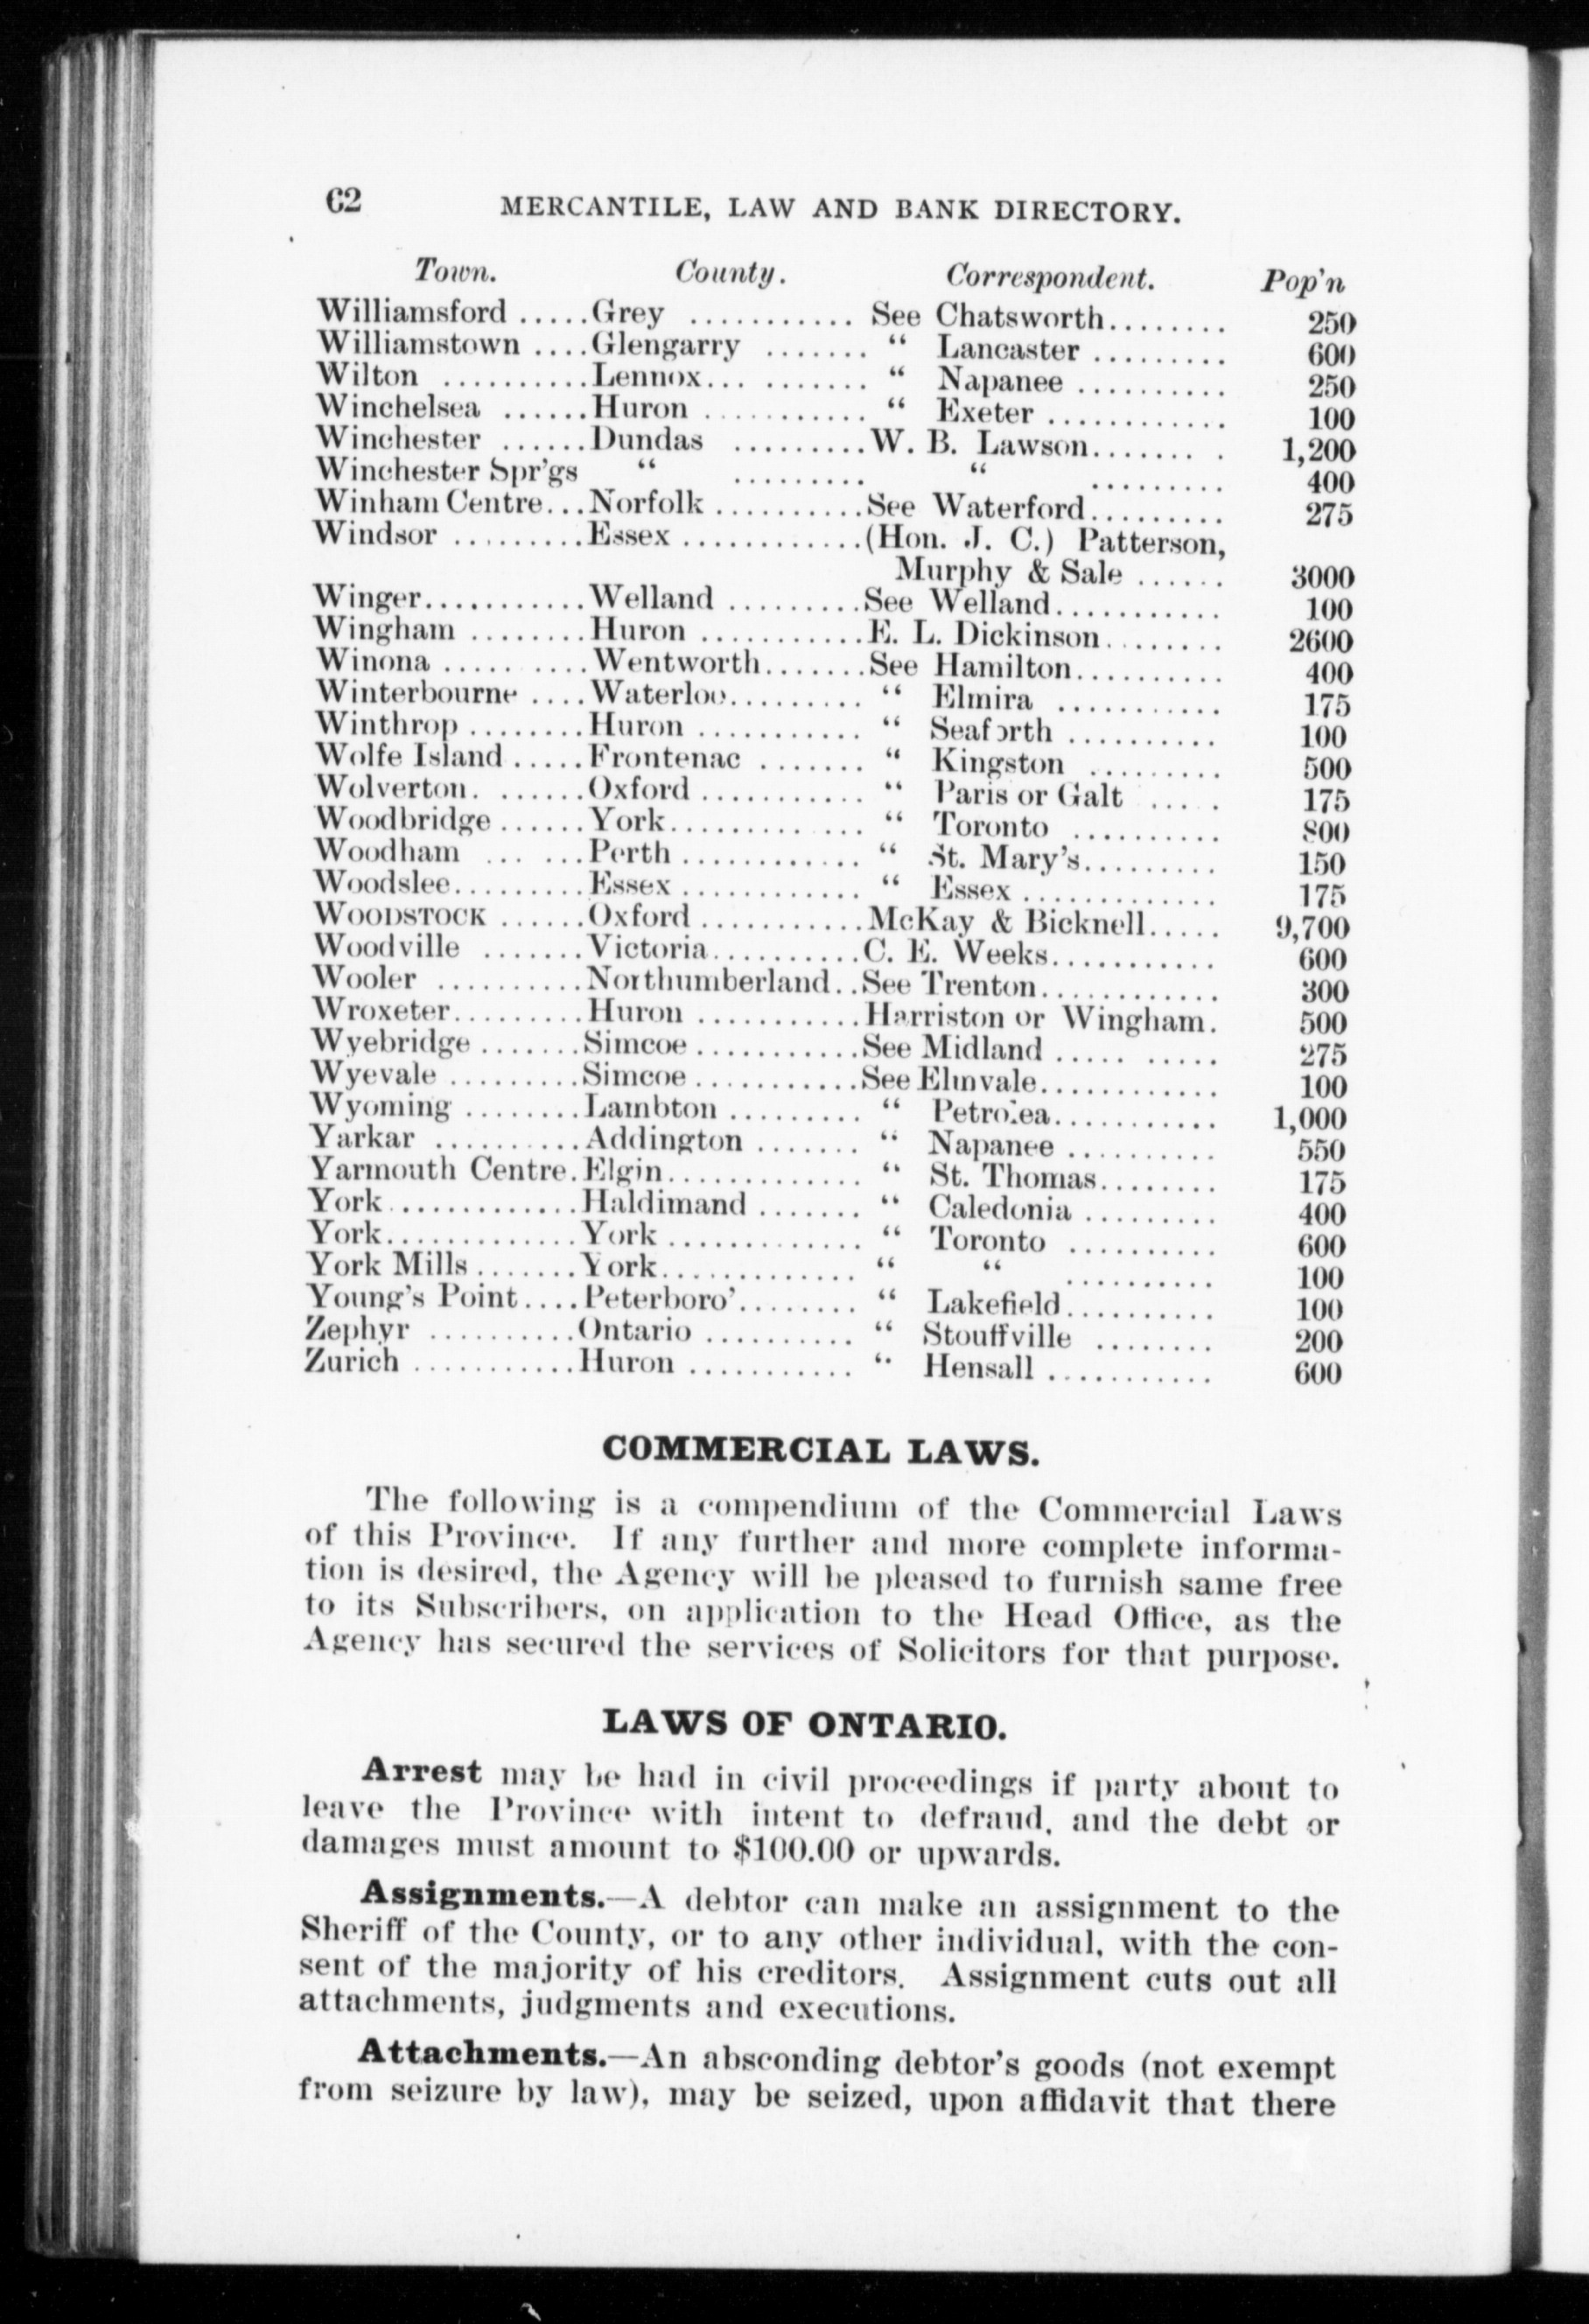 62 MERCANTILE, LAW AND BANK DIRECTORY.
Town. County. Correspondent. Pop'n
Williamsford ..... Grey ........... See Chatsworth........ 250
Williamstown .... Glengarry ....... “ Lancaster ......... 600
Wilton .......... Lennox... ........ “ Napanee .......... 250
Winchelsea ...... Huron ............ “ Exeter ............ 100
Winchester ...... Dundas ......... W. B. Lawson....... . 1,200
Winchester Spr'gs “ ......... “ ......... 400
Winham Centre... Norfolk .......... See Waterford......... 275
Windsor ......... Essex ............ (Hon. J. C.) Patterson,
Murphy & Sale ...... 3000
Winger........... Welland ......... See Welland........... 100
Wingham ........ Huron ........... E. L. Dickinson........ 2600
Winona .......... Wentworth....... See Hamilton.......... 400
Winterbourne .... Waterloo......... “ Elmira ........... 175
Winthrop ........ Huron ........... “ Seaforth .......... 100
Wolfe Island ..... Frontenac ....... “ Kingston ......... 500
Wolverton. ....... Oxford ........... “ Paris or Galt ..... 175
Woodbridge ...... York............. “ Toronto .......... 800
Woodham ... ... Perth ............ “ St. Mary's......... 150
Woodslee......... Essex ............ “ Essex ............. 175
WOODSTOCK ...... Oxford ........... McKay & Bicknell..... 9,700
Woodville ....... Victoria.......... C. E. Weeks........... 600
Wooler .......... Northumberland.. See Trenton............ 300
Wroxeter......... Huron ........... Harriston or Wingham. 500
Wyebridge ....... Simcoe ........... See Midland ..... ..... 275
Wyevale ......... Simcoe ........... See Elmvale............ 100
Wyoming ........ Lambton ......... “ Petrolea........... 1,000
Yarkar .......... Addington ....... “ Napanee .......... 550
Yarmouth Centre. Elgin............. “ St. Thomas........ 175
York ............ Haldimand ....... “ Caledonia ......... 400
York............. York ............. “ Toronto .......... 600
York Mills ....... York............. “ “ .......... 100
Young's Point.... Peterboro'........ “ Lakefield.......... 100
Zephyr .......... Ontario .......... “ Stouffville ........ 200
Zurich ........... Huron ........... “ Hensall ........... 600
COMMERCIAL LAWS.
The following is a compendium of the Commercial Laws
of this Province. If any further and more complete informa-
tion is desired, the Agency will be pleased to furnish same free
to its Subscribers, on application to the Head Office, as the
Agency has secured the services of Solicitors for that purpose.
LAWS OF ONTARIO.
Arrest may be had in civil proceedings if party about to
leave the Province with intent to defraud, and the debt or
damages must amount to $100.00 or upwards.
Assignments.—A debtor can make an assignment to the
Sheriff of the County, or to any other individual, with the con-
sent of the majority of his creditors. Assignment cuts out all
attachments, judgments and executions.
Attachments.—An absconding debtor's goods (not exempt
from seizure by law), may be seized, upon affidavit that there